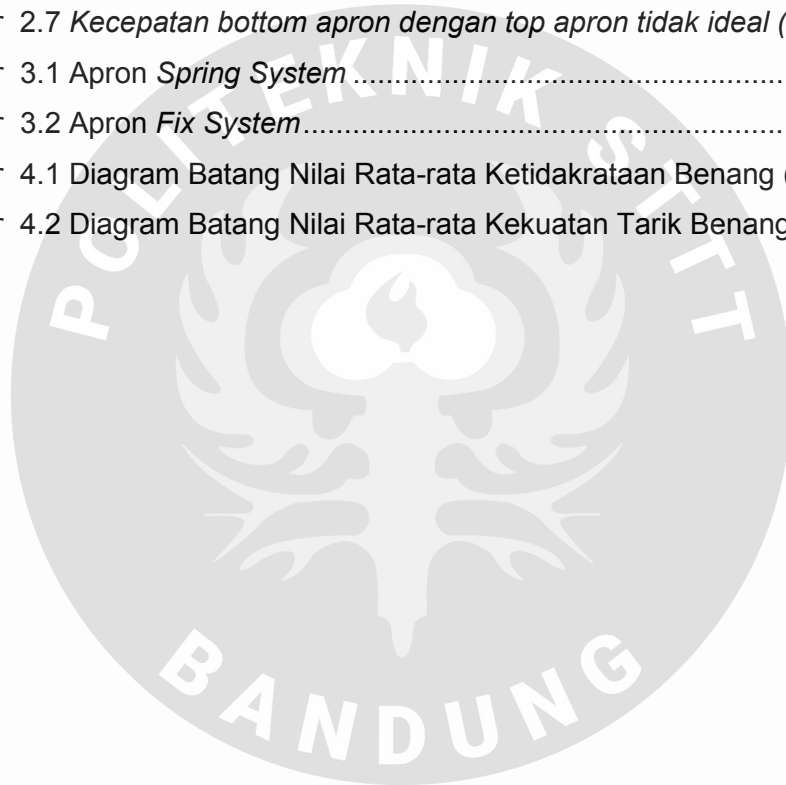 r 2.7 Kecepatan bottom apron dengan top apron tidak ideal (
r 3.1 Apron Spring System ................................................................
r 3.2 Apron Fix System......................................................................
r 4.1 Diagram Batang Nilai Rata-rata Ketidakrataan Benang (
r 4.2 Diagram Batang Nilai Rata-rata Kekuatan Tarik Benang
POLITEKNIK STTT
BANDUNG